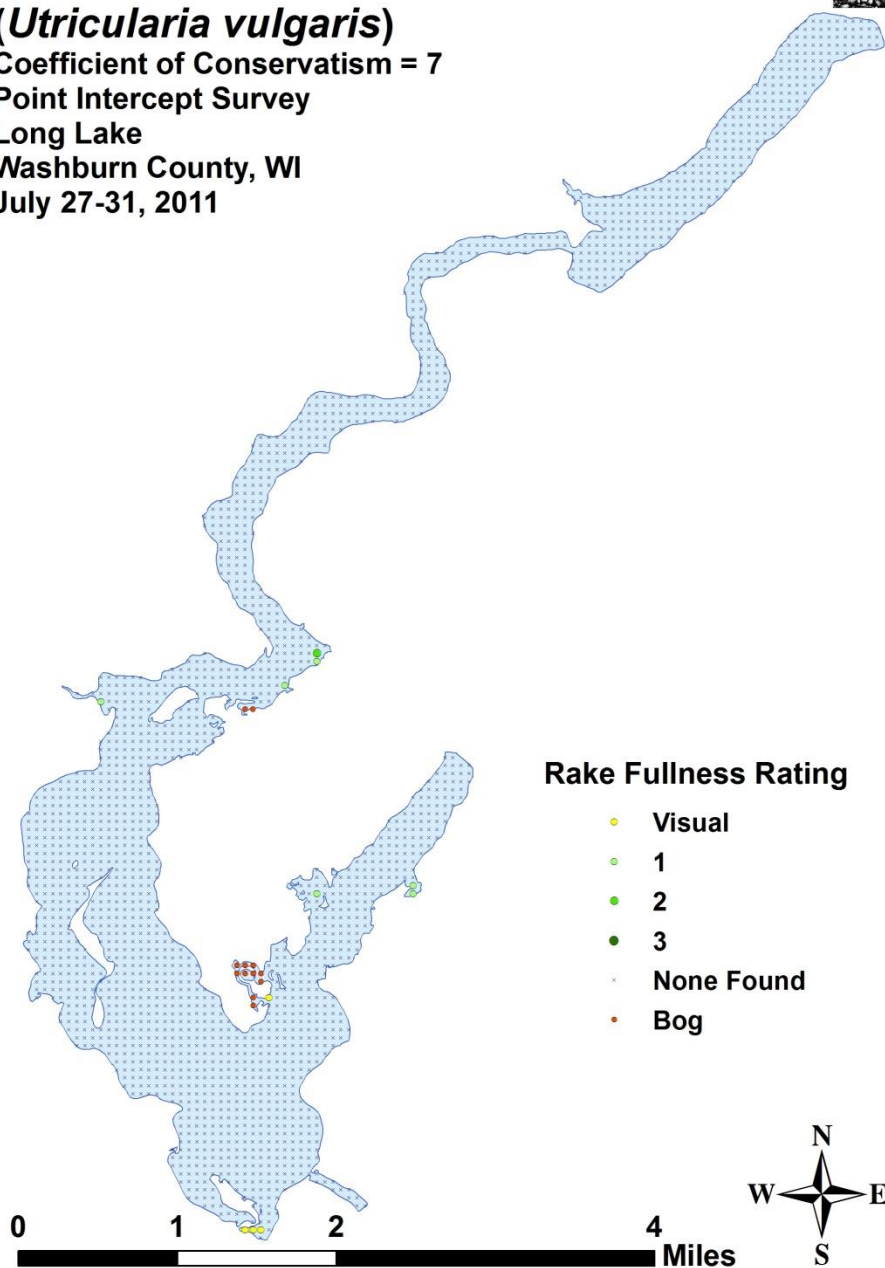 (Utricularia vulgaris)
Coefficient of Conservatism = 7
Point Intercept Survey
Long Lake
Washburn County, WI
July 27-31, 2011
Rake Fullness Rating
Visual
1
2
3
None Found
Bog
N
W E
S
0 1 2 4
Miles